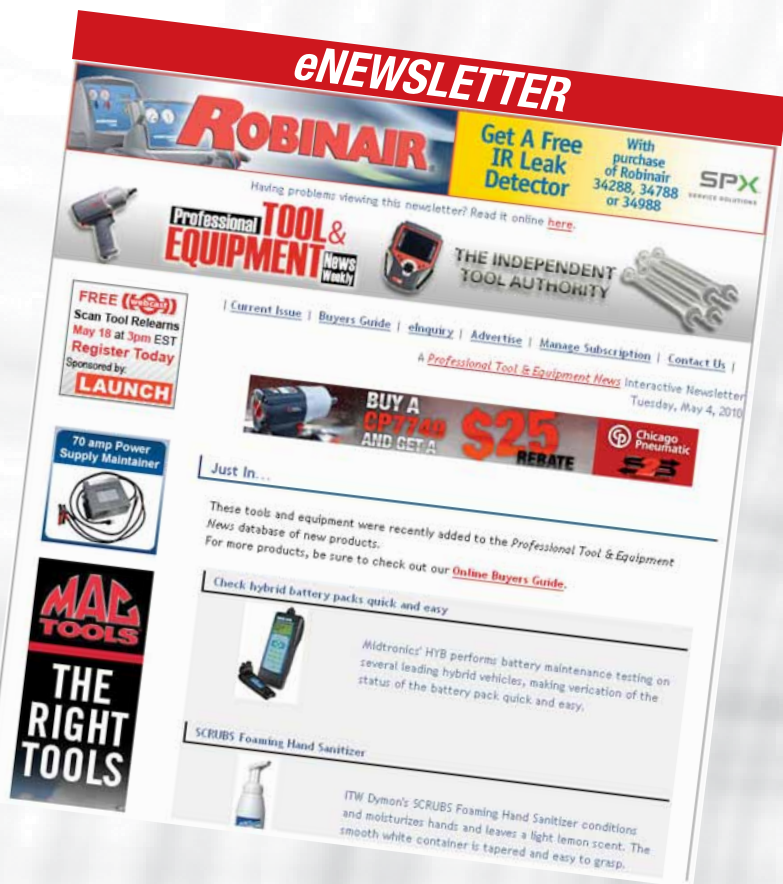 eNEWSLETTER
ROBINAIR
Get A Free
IR Leak
Detector
With
purchase
of Robinair
34288, 34788
or 34988
SPX
SERVICE SOLUTIONS
Having problems viewing this newsletter? Read it online here.
Professional TOOL &
EQUIPMENT News
Weekly
THE INDEPENDENT
TOOL AUTHORITY
FREE webcast
Scan Tool Relearns
May 18 at 3pm EST
Register Today
Sponsored by:
LAUNCH
| Current Issue | Buyers Guide | eInquiry | Advertise | Manage Subscription | Contact Us |
A Professional Tool & Equipment News Interactive Newsletter
Tuesday, May 4, 2010
BUY A
CP7749
AND GET A
$25
REBATE
CP Chicago
Pneumatic
70 amp Power
Supply Maintainer
Just In...
These tools and equipment were recently added to the Professional Tool & Equipment
News database of new products.
For more products, be sure to check out our Online Buyers Guide.
MAC
TOOLS
THE
RIGHT
TOOLS
Check hybrid battery packs quick and easy
Midtronics' HYB performs battery maintenance testing on
several leading hybrid vehicles, making verication of the
status of the battery pack quick and easy.
SCRUBS Foaming Hand Sanitizer
ITW Dymon's SCRUBS Foaming Hand Sanitizer conditions
and moisturizes hands and leaves a light lemon scent. The
smooth white container is tapered and easy to grasp.